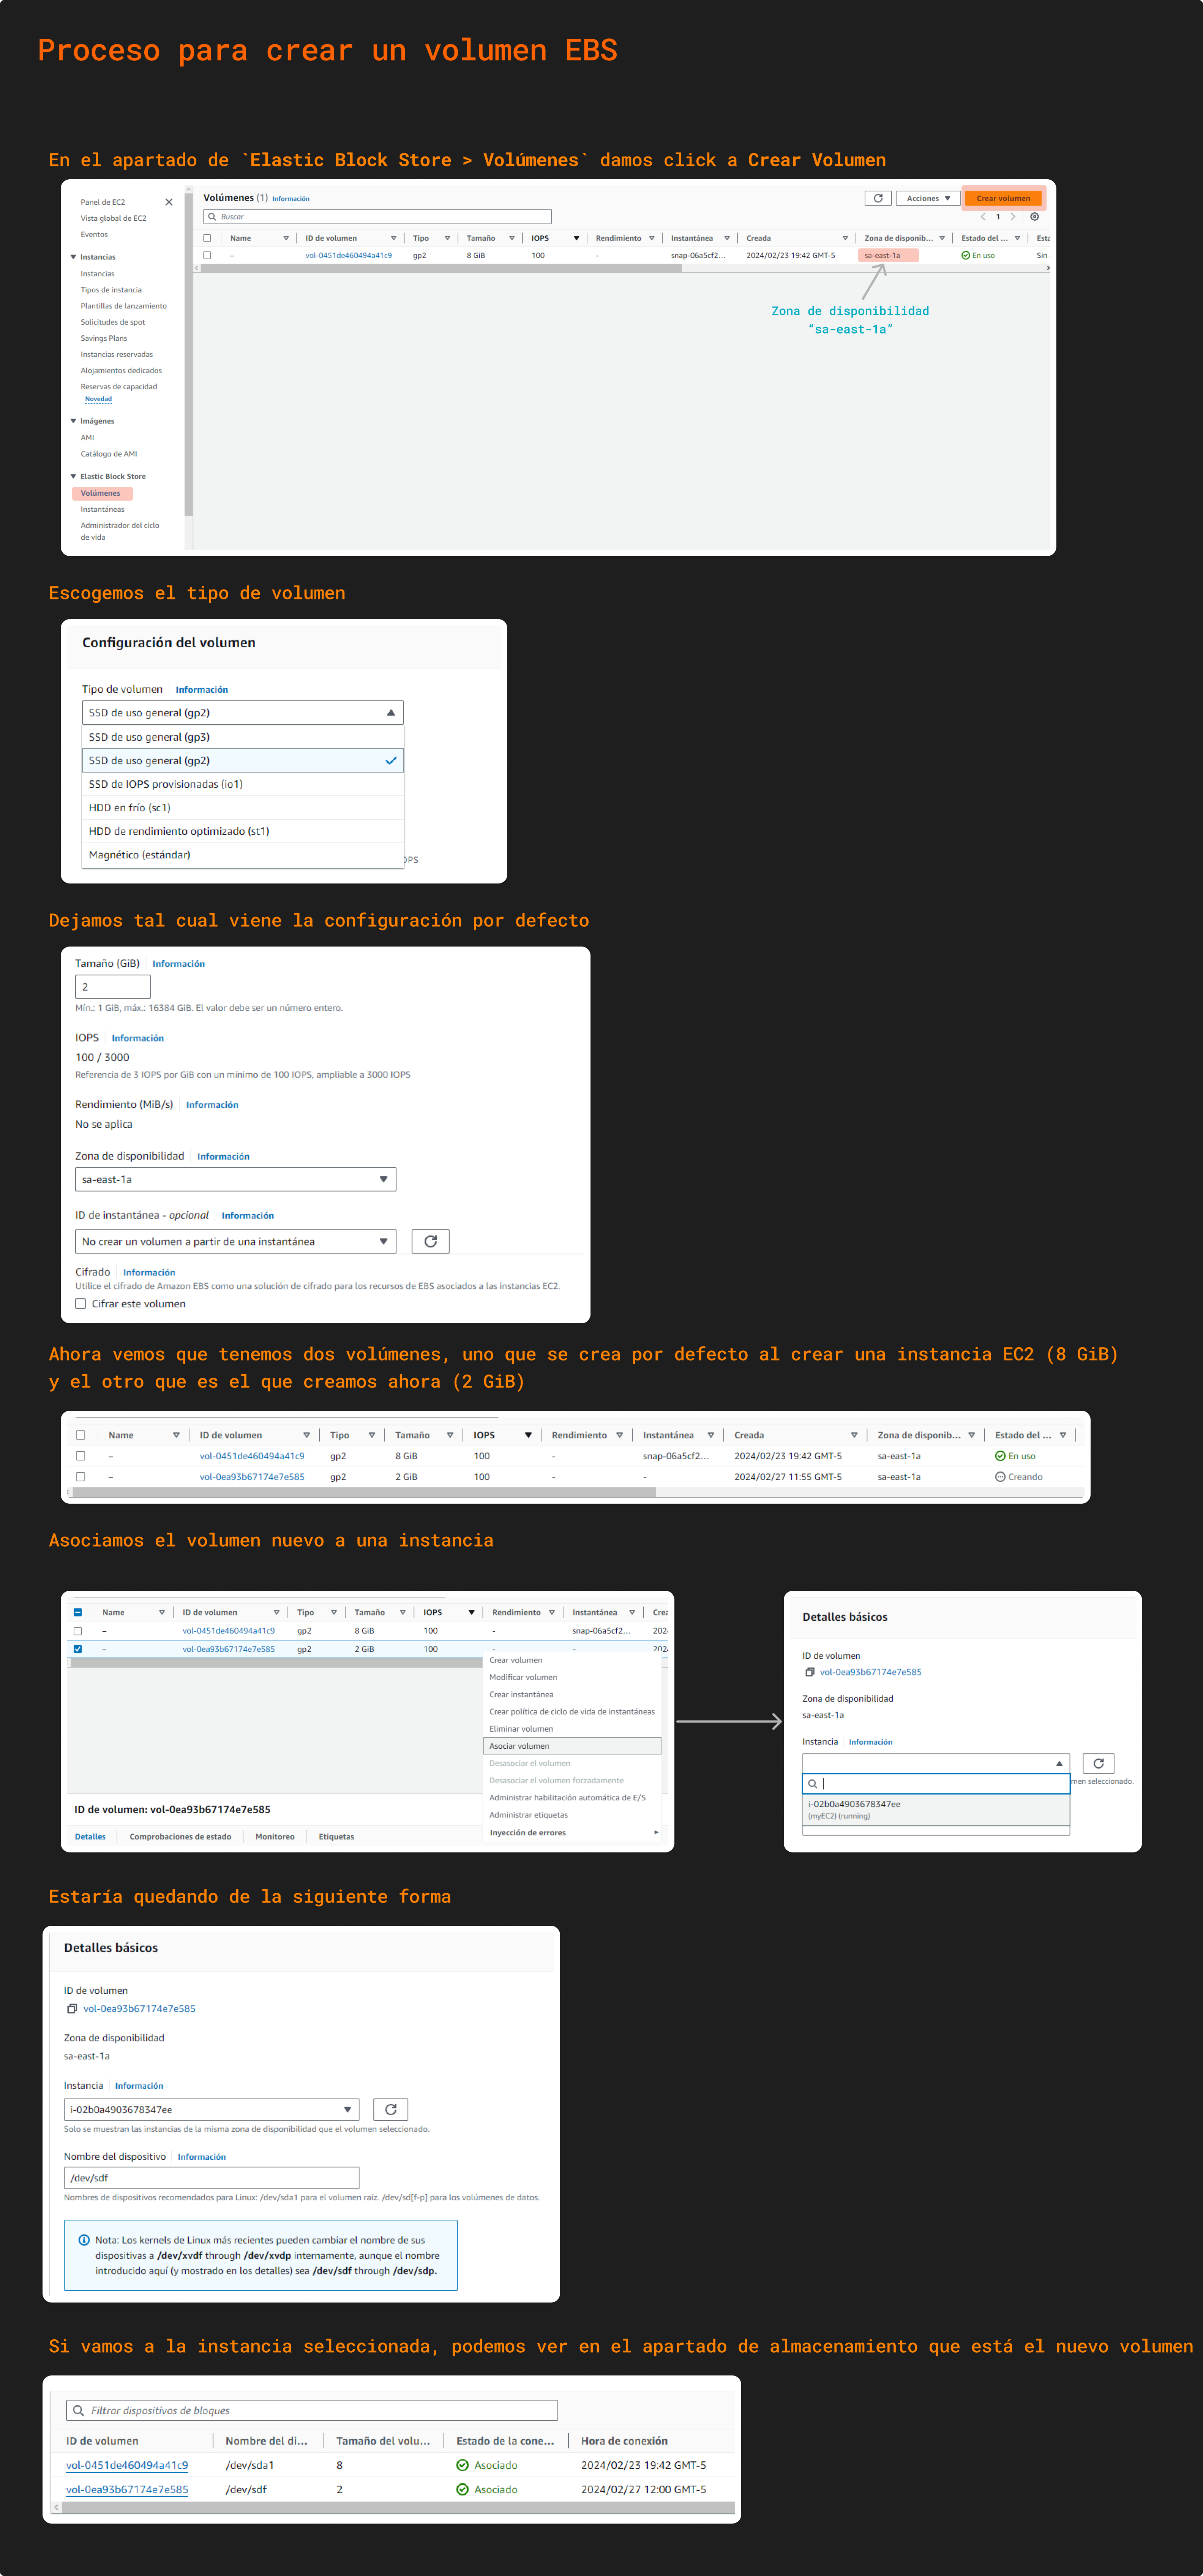 Proceso para crear un volumen EBS
En el apartado de `Elastic Block Store > Volúmenes` damos click a Crear Volumen
Panel de EC2
Vista global de EC2
Eventos
Instancias
Instancias
Tipos de instancia
Plantillas de lanzamiento
Solicitudes de spot
Savings Plans
Instancias reservadas
Alojamientos dedicados
Reservas de capacidad
Novedad
Imágenes
AMI
Catálogo de AMI
Elastic Block Store
Volúmenes
Instantáneas
Administrador del ciclo
de vida
Volúmenes (1) Información
Acciones
Crear volumen
Buscar
1
Name ID de volumen Tipo Tamaño IOPS Rendimiento Instantánea Creada Zona de disponib... Estado del ... Esta
– vol-0451de460494a41c9 gp2 8 GiB 100 - snap-06a5cf2... 2024/02/23 19:42 GMT-5 sa-east-1a En uso Sin
Zona de disponibilidad
“sa-east-1a”
Escogemos el tipo de volumen
Configuración del volumen
Tipo de volumen Información
SSD de uso general (gp2)
SSD de uso general (gp3)
SSD de uso general (gp2)
SSD de IOPS provisionadas (io1)
HDD en frío (sc1)
HDD de rendimiento optimizado (st1)
Magnético (estándar)
OPS
Dejamos tal cual viene la configuración por defecto
Tamaño (GiB) Información
2
Mín.: 1 GiB, máx.: 16384 GiB. El valor debe ser un número entero.
IOPS Información
100 / 3000
Referencia de 3 IOPS por GiB con un mínimo de 100 IOPS, ampliable a 3000 IOPS
Rendimiento (MiB/s) Información
No se aplica
Zona de disponibilidad Información
sa-east-1a
ID de instantánea - opcional Información
No crear un volumen a partir de una instantánea
Cifrado Información
Utilice el cifrado de Amazon EBS como una solución de cifrado para los recursos de EBS asociados a las instancias EC2.
Cifrar este volumen
Ahora vemos que tenemos dos volúmenes, uno que se crea por defecto al crear una instancia EC2 (8 GiB)
y el otro que es el que creamos ahora (2 GiB)
Name ID de volumen Tipo Tamaño IOPS Rendimiento Instantánea Creada Zona de disponib... Estado del ...
– vol-0451de460494a41c9 gp2 8 GiB 100 - snap-06a5cf2... 2024/02/23 19:42 GMT-5 sa-east-1a En uso
– vol-0ea93b67174e7e585 gp2 2 GiB 100 - - 2024/02/27 11:55 GMT-5 sa-east-1a Creando
Asociamos el volumen nuevo a una instancia
Name ID de volumen Tipo Tamaño IOPS Rendimiento Instantánea Crea
– vol-0451de460494a41c9 gp2 8 GiB 100 - snap-06a5cf2... 202
– vol-0ea93b67174e7e585 gp2 2 GiB 100 - - 202
Crear volumen
Modificar volumen
Crear instantánea
Crear política de ciclo de vida de instantáneas
Eliminar volumen
Asociar volumen
Desasociar el volumen
Desasociar el volumen forzadamente
Administrar habilitación automática de E/S
Administrar etiquetas
Inyección de errores
ID de volumen: vol-0ea93b67174e7e585
Detalles Comprobaciones de estado Monitoreo Etiquetas
Detalles básicos
ID de volumen
vol-0ea93b67174e7e585
Zona de disponibilidad
sa-east-1a
Instancia Información
men seleccionado.
i-02b0a4903678347ee
(myEC2) (running)
Estaría quedando de la siguiente forma
Detalles básicos
ID de volumen
vol-0ea93b67174e7e585
Zona de disponibilidad
sa-east-1a
Instancia Información
i-02b0a4903678347ee
Solo se muestran las instancias de la misma zona de disponibilidad que el volumen seleccionado.
Nombre del dispositivo Información
/dev/sdf
Nombres de dispositivos recomendados para Linux: /dev/sda1 para el volumen raíz. /dev/sd[f-p] para los volúmenes de datos.
Nota: Los kernels de Linux más recientes pueden cambiar el nombre de sus
dispositivas a /dev/xvdf through /dev/xvdp internamente, aunque el nombre
introducido aquí (y mostrado en los detalles) sea /dev/sdf through /dev/sdp.
Si vamos a la instancia seleccionada, podemos ver en el apartado de almacenamiento que está el nuevo volumen
Filtrar dispositivos de bloques
ID de volumen Nombre del di... Tamaño del volu... Estado de la cone... Hora de conexión
vol-0451de460494a41c9 /dev/sda1 8 Asociado 2024/02/23 19:42 GMT-5
vol-0ea93b67174e7e585 /dev/sdf 2 Asociado 2024/02/27 12:00 GMT-5